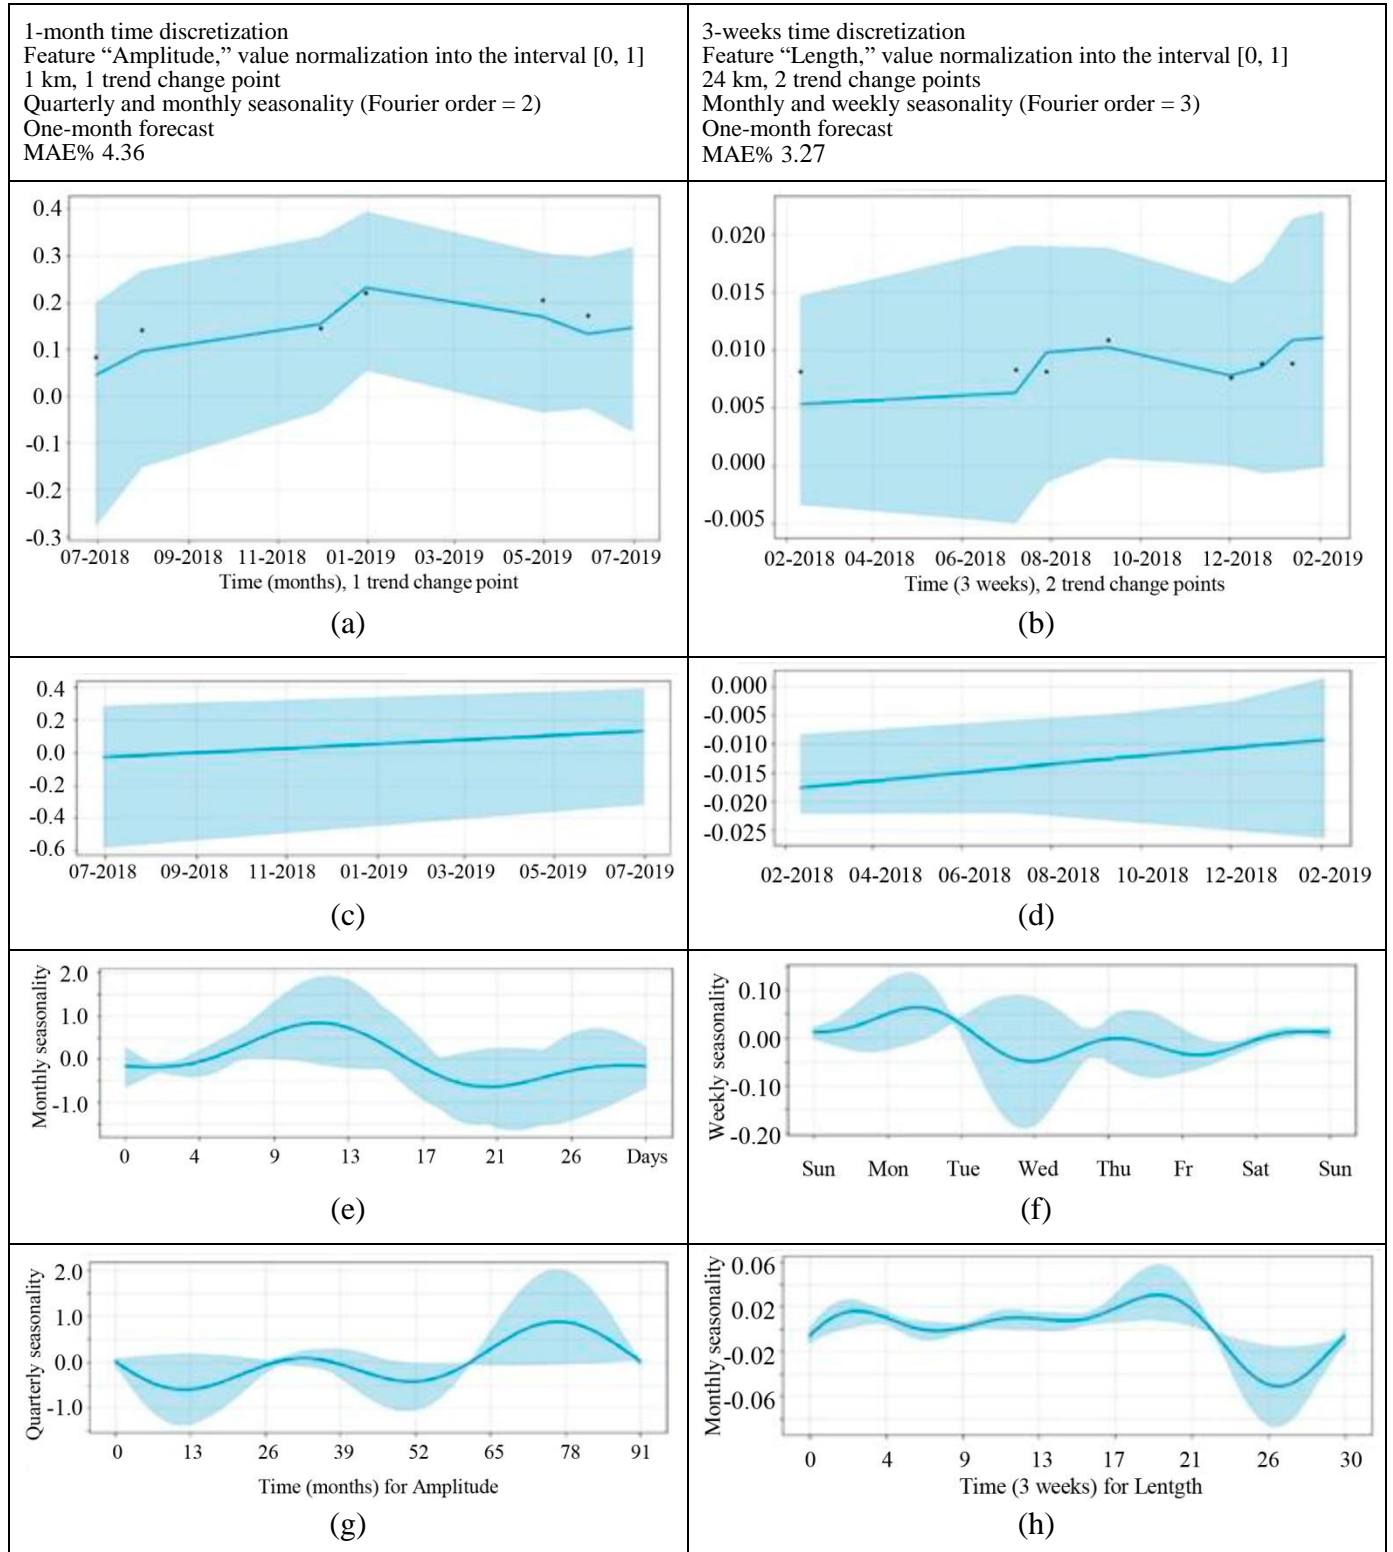 1-month time discretization
Feature “Amplitude,” value normalization into the interval [0, 1]
1 km, 1 trend change point
Quarterly and monthly seasonality (Fourier order = 2)
One-month forecast
MAE% 4.36
3-weeks time discretization
Feature “Length,” value normalization into the interval [0, 1]
24 km, 2 trend change points
Monthly and weekly seasonality (Fourier order = 3)
One-month forecast
MAE% 3.27
0.4
0.3
0.2
0.1
0.0
-0.1
-0.2
-0.3
07-2018 09-2018 11-2018 01-2019 03-2019 05-2019 07-2019
Time (months), 1 trend change point
(a)
0.020
0.015
0.010
0.005
0.000
-0.005
02-2018 04-2018 06-2018 08-2018 10-2018 12-2018 02-2019
Time (3 weeks), 2 trend change points
(b)
0.4
0.2
0.0
-0.2
-0.4
-0.6
07-2018 09-2018 11-2018 01-2019 03-2019 05-2019 07-2019
(c)
0.000
-0.005
-0.010
-0.015
-0.020
-0.025
02-2018 04-2018 06-2018 08-2018 10-2018 12-2018 02-2019
(d)
Monthly seasonality
2.0
1.0
0.0
-1.0
0 4 9 13 17 21 26 Days
(e)
Weekly seasonality
0.10
0.00
-0.10
-0.20
Sun Mon Tue Wed Thu Fr Sat Sun
(f)
Quarterly seasonality
2.0
1.0
0.0
-1.0
0 13 26 39 52 65 78 91
Time (months) for Amplitude
(g)
Monthly seasonality
0.06
0.02
-0.02
-0.06
0 4 9 13 17 21 26 30
Time (3 weeks) for Lentgth
(h)